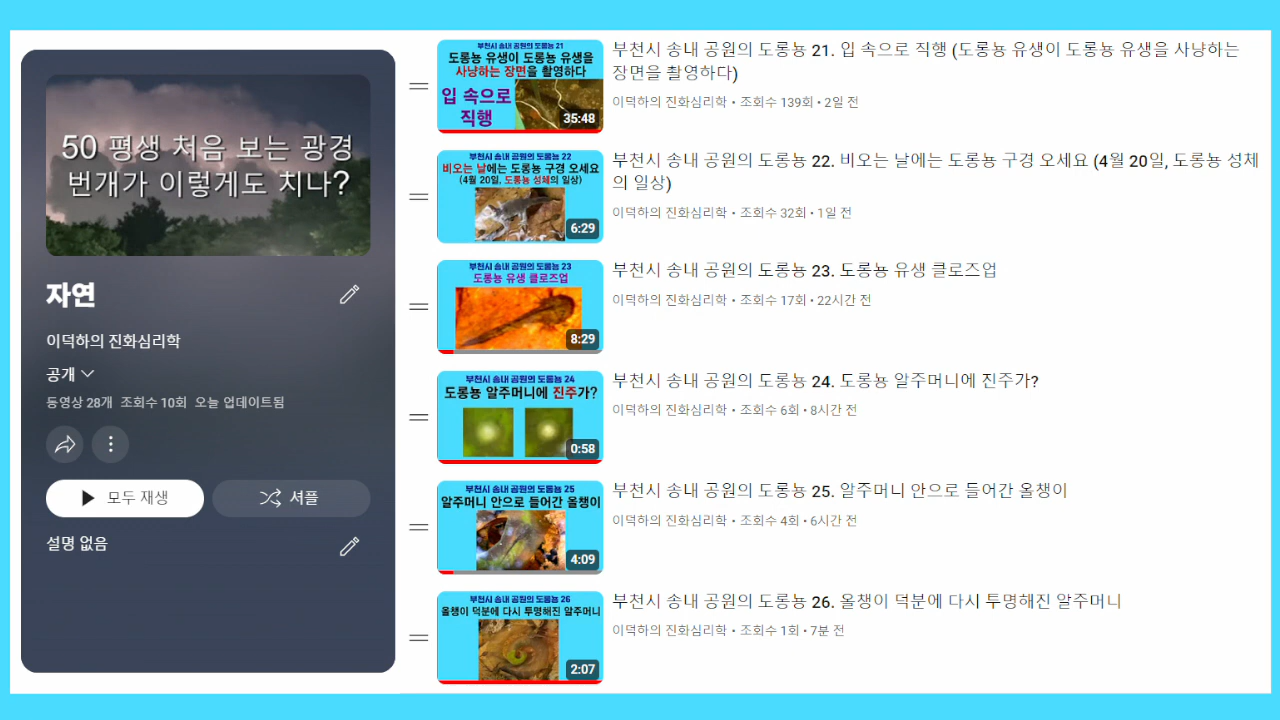 50 평생 처음 보는 광경
번개가 이렇게도 치나?
자연
이덕하의 진화심리학
공개
동영상 28개 조회수 10회 오늘 업데이트됨
모두 재생
셔플
설명 없음
부천시 송내 공원의 도롱뇽 21
도롱뇽 유생이 도롱뇽 유생을
사냥하는 장면을 촬영하다
입 속으로
직행
35:48
부천시 송내 공원의 도롱뇽 21. 입 속으로 직행 (도롱뇽 유생이 도롱뇽 유생을 사냥하는
장면을 촬영하다)
이덕하의 진화심리학 • 조회수 139회 • 2일 전
부천시 송내 공원의 도롱뇽 22
비오는 날에는 도롱뇽 구경 오세요
(4월 20일, 도롱뇽 성체의 일상)
6:29
부천시 송내 공원의 도롱뇽 22. 비오는 날에는 도롱뇽 구경 오세요 (4월 20일, 도롱뇽 성체
의 일상)
이덕하의 진화심리학 • 조회수 32회 • 1일 전
부천시 송내 공원의 도롱뇽 23
도롱뇽 유생 클로즈업
8:29
부천시 송내 공원의 도롱뇽 23. 도롱뇽 유생 클로즈업
이덕하의 진화심리학 • 조회수 17회 • 22시간 전
부천시 송내 공원의 도롱뇽 24
도롱뇽 알주머니에 진주가?
0:58
부천시 송내 공원의 도롱뇽 24. 도롱뇽 알주머니에 진주가?
이덕하의 진화심리학 • 조회수 6회 • 8시간 전
부천시 송내 공원의 도롱뇽 25
알주머니 안으로 들어간 올챙이
4:09
부천시 송내 공원의 도롱뇽 25. 알주머니 안으로 들어간 올챙이
이덕하의 진화심리학 • 조회수 4회 • 6시간 전
부천시 송내 공원의 도롱뇽 26
올챙이 덕분에 다시 투명해진 알주머니
2:07
부천시 송내 공원의 도롱뇽 26. 올챙이 덕분에 다시 투명해진 알주머니
이덕하의 진화심리학 • 조회수 1회 • 7분 전